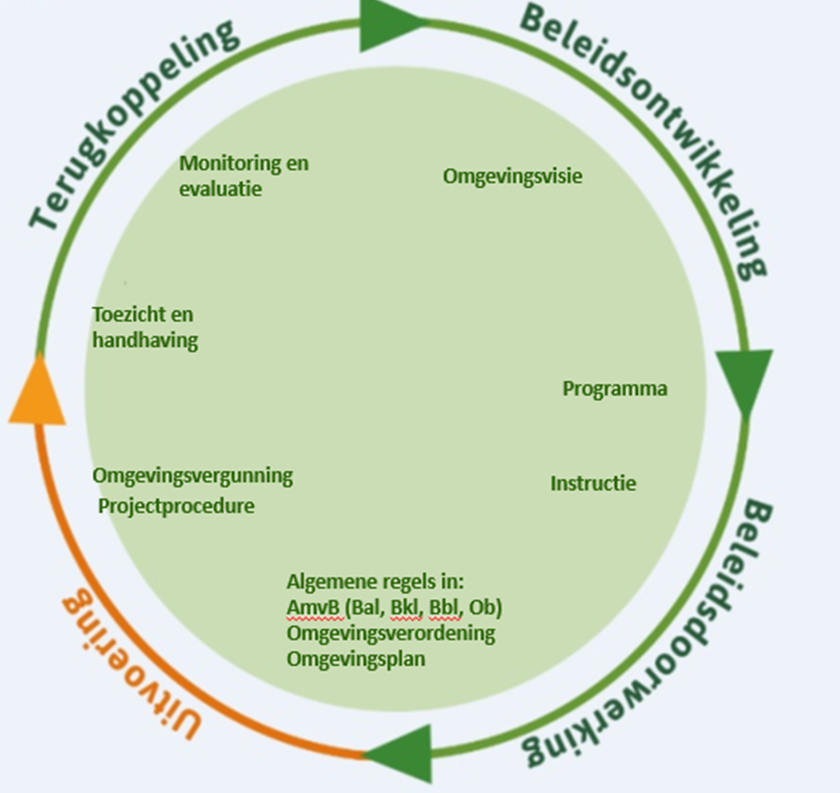 Terugkoppeling
Beleidsontwikkeling
Monitoring en
evaluatie
Omgevingsvisie
Toezicht en
handhaving
Programma
Omgevingsvergunning
Projectprocedure
Instructie
Algemene regels in:
AmvB (Bal, Bkl, Bbl, Ob)
Omgevingsverordening
Omgevingsplan
Beleidsdoorwerking
Uitvoering